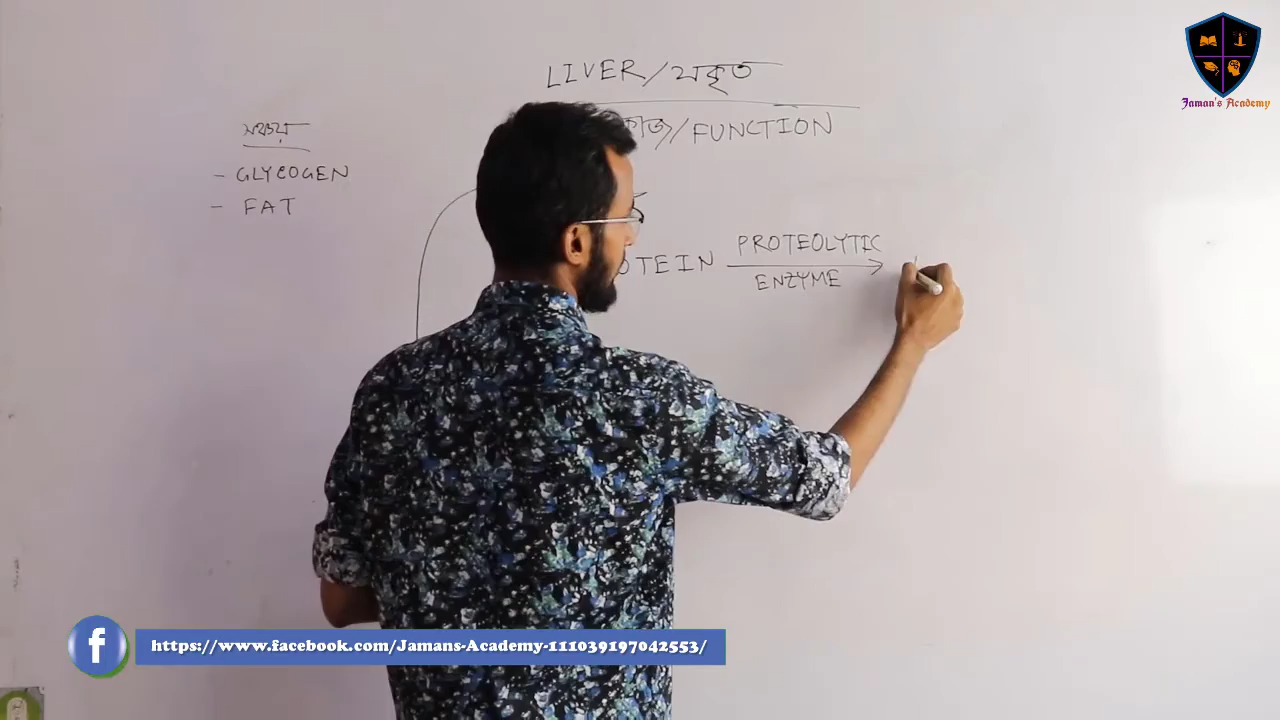 LIVER/যকৃত
কাজ/FUNCTION
সঞ্চয়
- GLYCOGEN
- FAT
OTEIN PROTEOLYTIC
ENZYME
Jaman's Academy
https://www.facebook.com/Jamans-Academy-111039197042553/